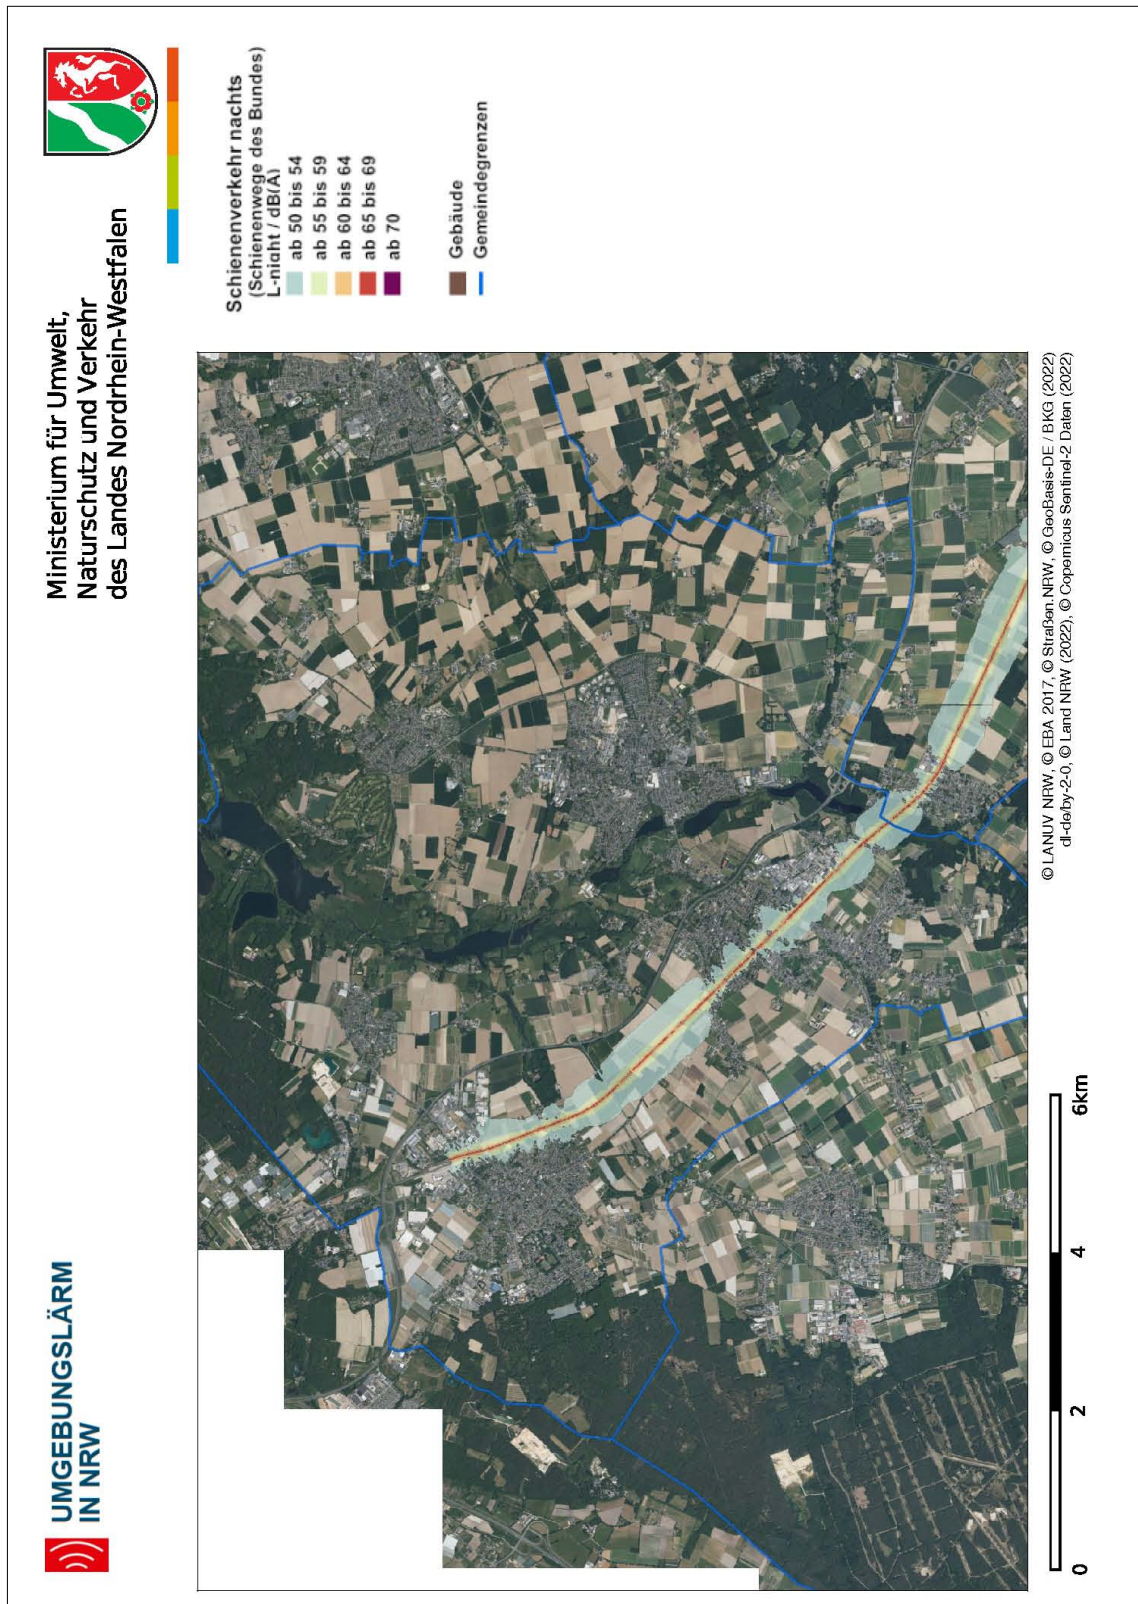 UMGEBUNGSLÄRM
IN NRW
Ministerium für Umwelt,
Naturschutz und Verkehr
des Landes Nordrhein-Westfalen
Schienenverkehr nachts
(Schienenwege des Bundes)
L-night / dB(A)
ab 50 bis 54
ab 55 bis 59
ab 60 bis 64
ab 65 bis 69
ab 70
Gebäude
Gemeindegrenzen
0
2
4
6km
© LANUV NRW, © EBA 2017, © Straßen.NRW, © GeoBasis-DE / BKG (2022)
dl-de/by-2-0, © Land NRW (2022), © Copernicus Sentinel-2 Daten (2022)